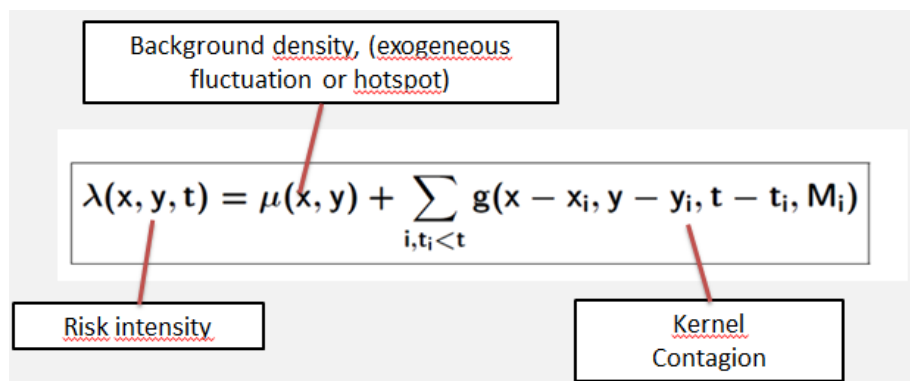 Background density, (exogeneous
fluctuation or hotspot)
λ(x, y, t) = μ(x, y) + ∑ g(x − xᵢ, y − yᵢ, t − tᵢ, Mᵢ)
i,tᵢ<t
Risk intensity
Kernel
Contagion